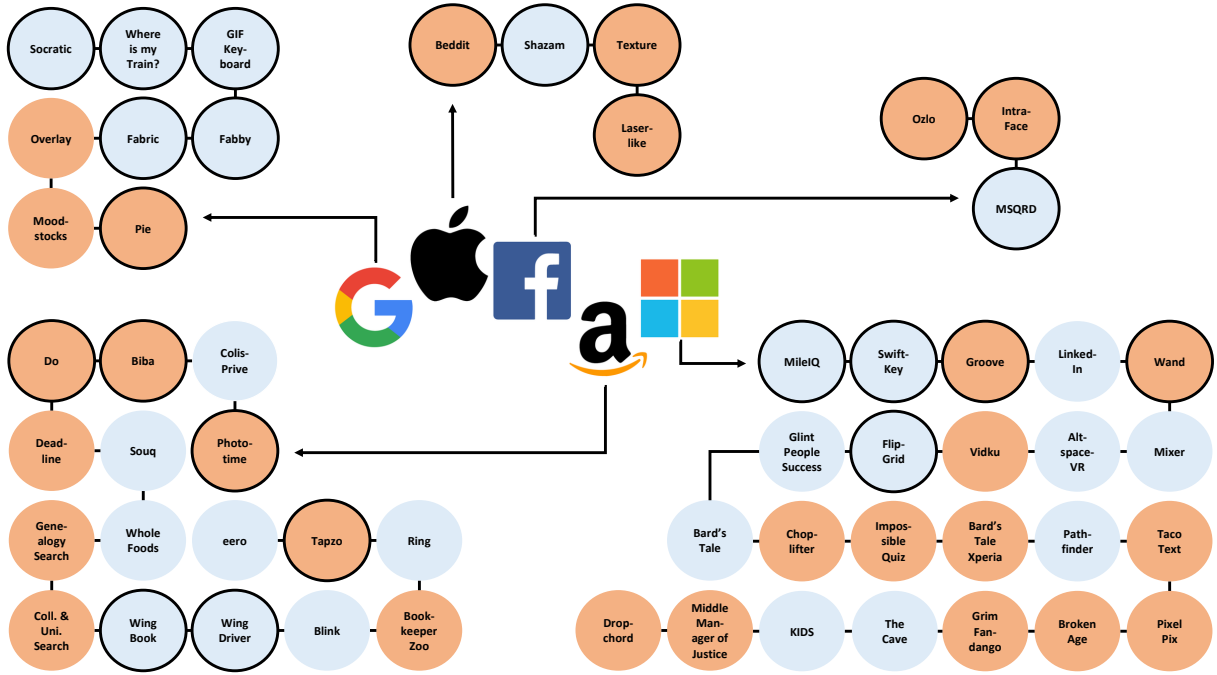 Socratic
Where
is my
Train?
GIF
Key-
board
Overlay
Fabric
Fabby
Mood-
stocks
Pie
Beddit
Shazam
Texture
Laser-
like
Ozlo
Intra-
Face
MSQRD
f
a
Do
Biba
Colis-
Prive
Dead-
line
Souq
Photo-
time
Gene-
alogy
Search
Whole
Foods
eero
Tapzo
Ring
Coll. &
Uni.
Search
Wing
Book
Wing
Driver
Blink
Book-
keeper
Zoo
MileIQ
Swift-
Key
Groove
Linked-
In
Wand
Glint
People
Success
Flip-
Grid
Vidku
Alt-
space-
VR
Mixer
Bard's
Tale
Chop-
lifter
Impos-
sible
Quiz
Bard's
Tale
Xperia
Path-
finder
Taco
Text
Drop-
chord
Middle
Man-
ager of
Justice
KIDS
The
Cave
Grim
Fan-
dango
Broken
Age
Pixel
Pix